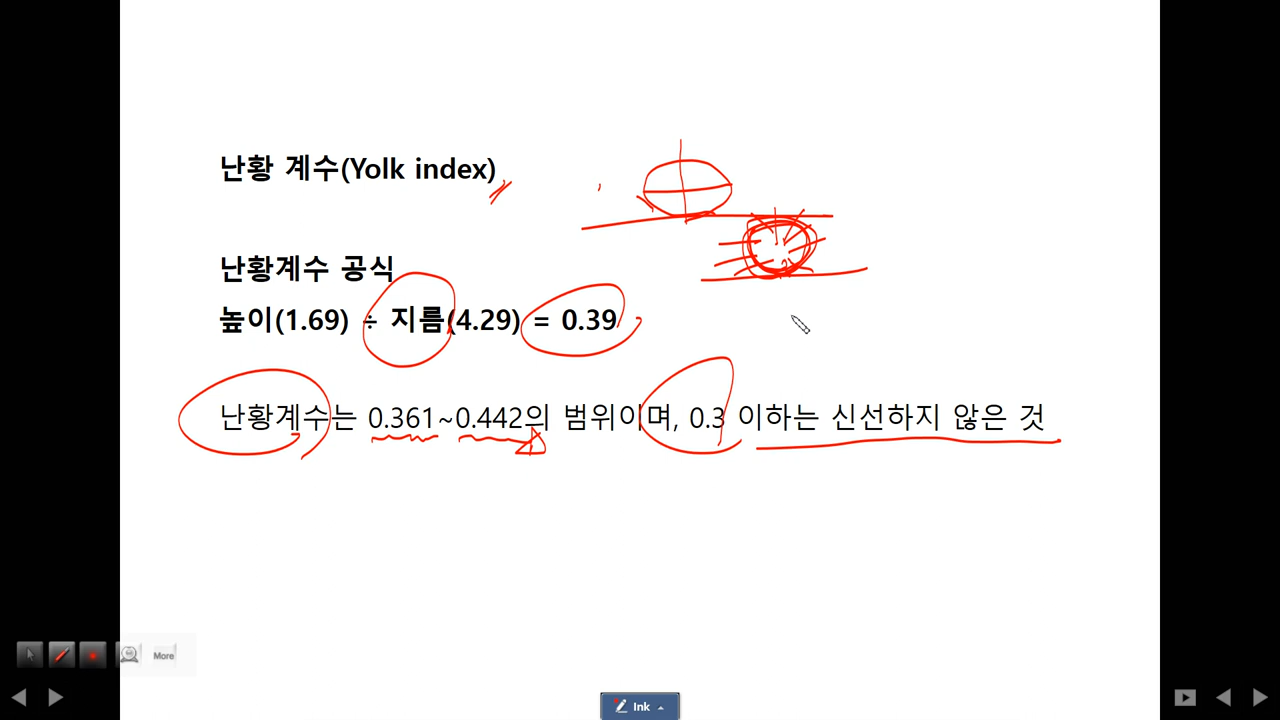 난황 계수(Yolk index)
난황계수 공식
높이(1.69) ÷ 지름(4.29) = 0.39
난황계수는 0.361~0.442의 범위이며, 0.3 이하는 신선하지 않은 것
More
Ink